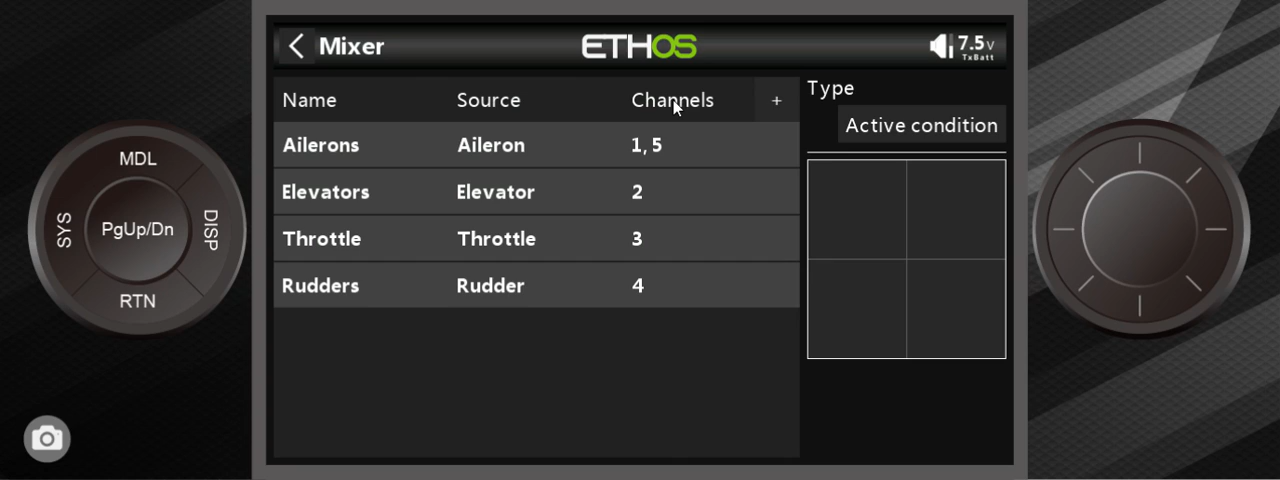 Mixer
ETHOS
7.5V
TxBatt
Name Source Channels +
Ailerons Aileron 1, 5
Elevators Elevator 2
Throttle Throttle 3
Rudders Rudder 4
Type
Active condition
MDL
SYS
PgUp/Dn
DISP
RTN